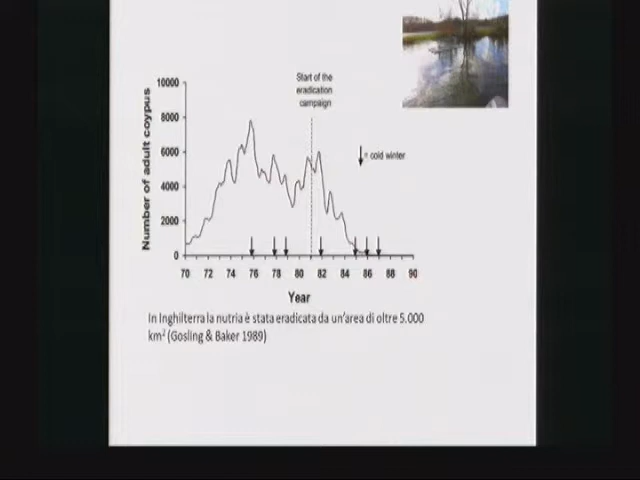 Start of the
eradication
campaign
10000
8000
6000
4000
2000
0
Number of adult coypus
= cold winter
70 72 74 76 78 80 82 84 86 88 90
Year
In Inghilterra la nutria è stata eradicata da un'area di oltre 5.000
km² (Gosling & Baker 1989)